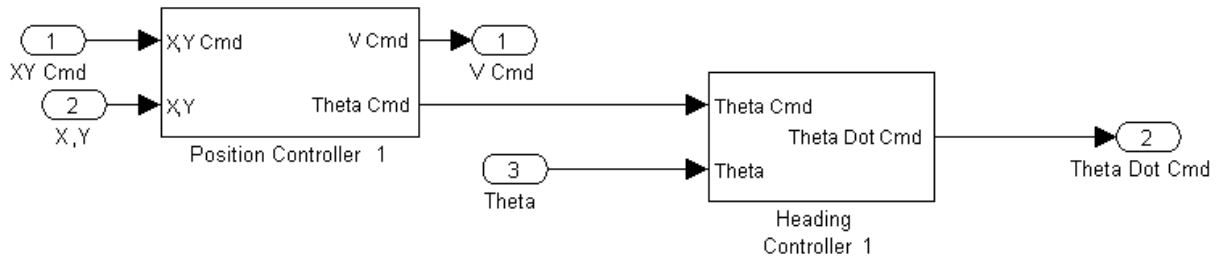 1
XY Cmd
2
X,Y
X,Y Cmd
V Cmd
X,Y
Theta Cmd
Position Controller 1
1
V Cmd
3
Theta
Theta Cmd
Theta Dot Cmd
Theta
Heading
Controller 1
2
Theta Dot Cmd